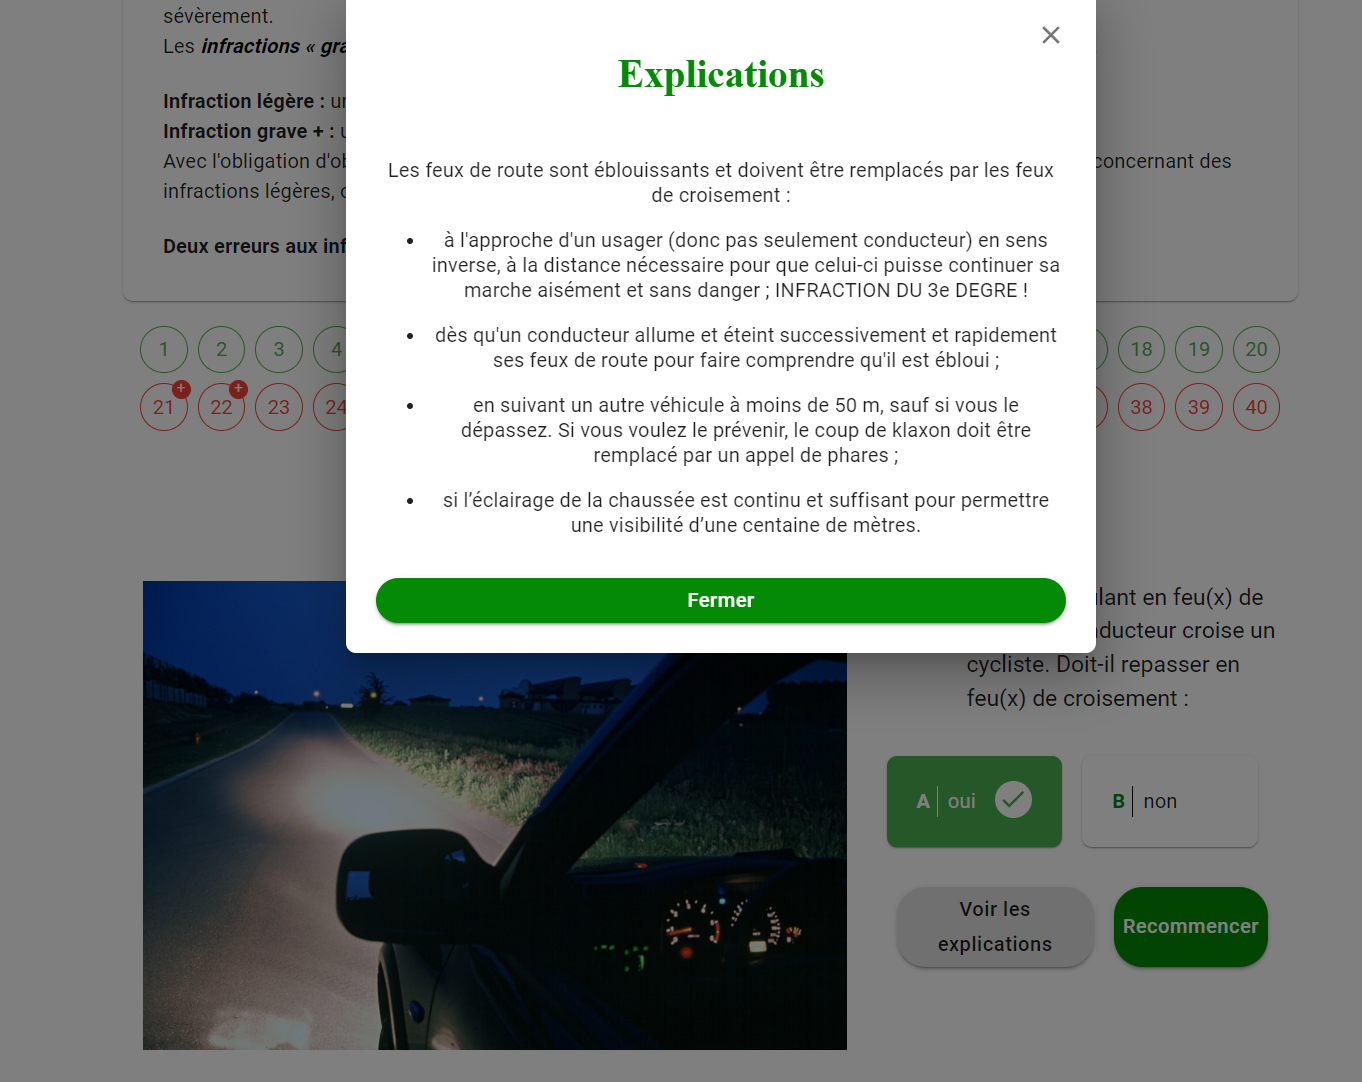 sévèrement.
Les infractions « gra
Explications
Infraction légère :
Infraction grave + :
Avec l'obligation d'ob
concernant des
infractions légères,
Deux erreurs aux inf
Les feux de route sont éblouissants et doivent être remplacés par les feux
de croisement :
• à l'approche d'un usager (donc pas seulement conducteur) en sens
inverse, à la distance nécessaire pour que celui-ci puisse continuer sa
marche aisément et sans danger ; INFRACTION DU 3e DEGRE !
• dès qu'un conducteur allume et éteint successivement et rapidement
ses feux de route pour faire comprendre qu'il est ébloui ;
• en suivant un autre véhicule à moins de 50 m, sauf si vous le
dépassez. Si vous voulez le prévenir, le coup de klaxon doit être
remplacé par un appel de phares ;
• si l’éclairage de la chaussée est continu et suffisant pour permettre
une visibilité d’une centaine de mètres.
Fermer
1 2 3 4 18 19 20
21 + 22 + 23 24 38 39 40
lant en feu(x) de
ducteur croise un
cycliste. Doit-il repasser en
feu(x) de croisement :
A oui
B non
Voir les
explications
Recommencer